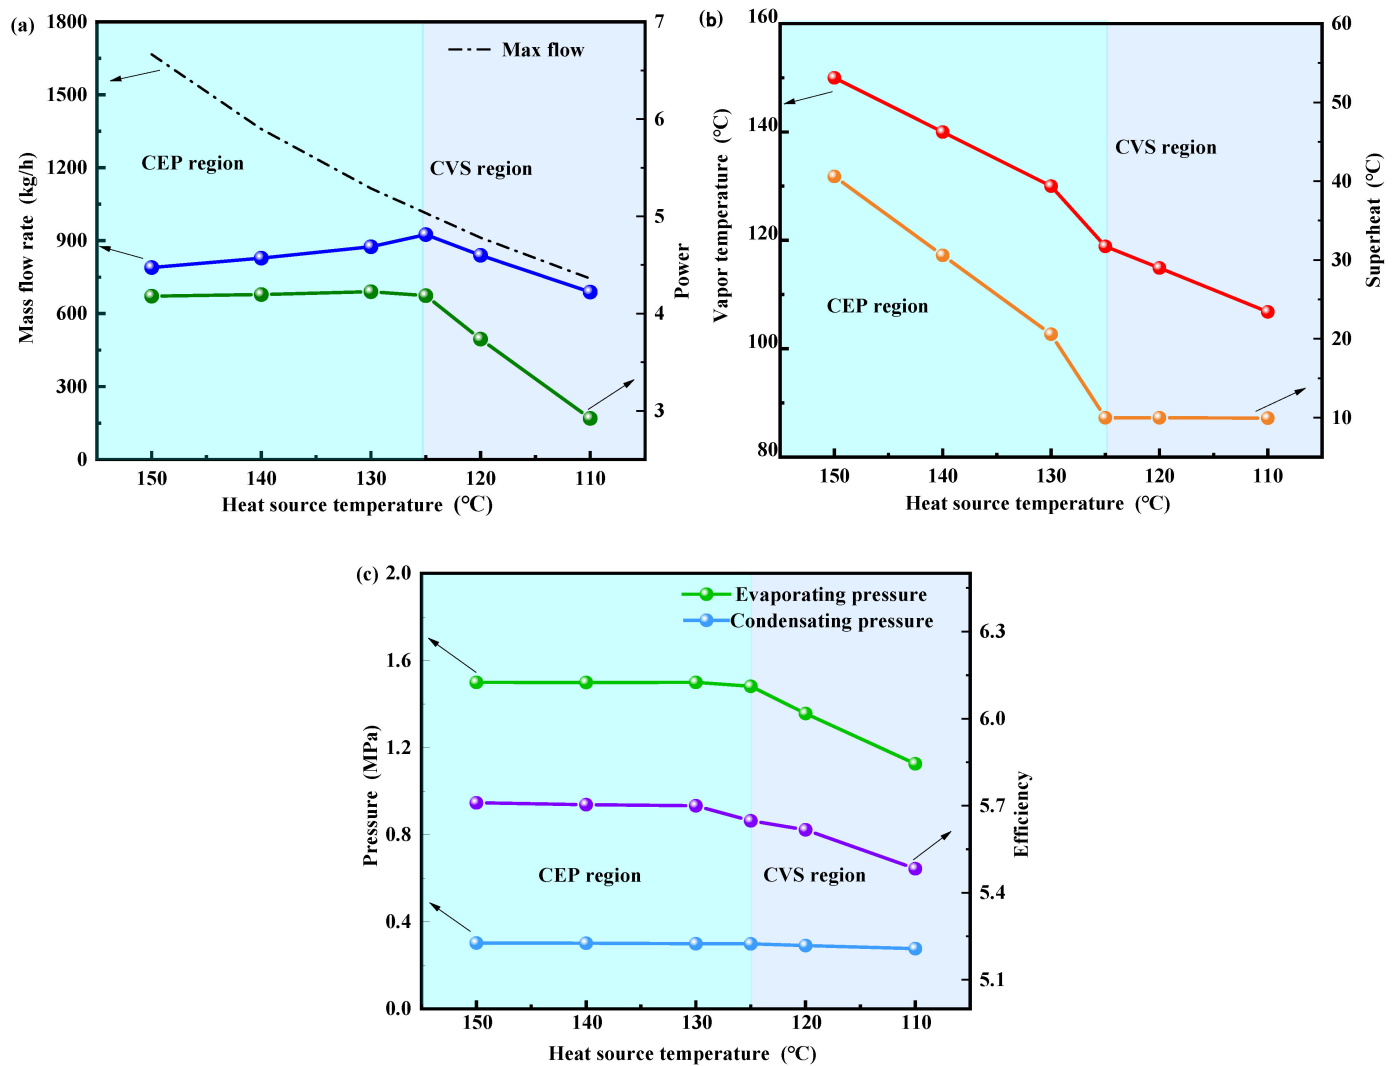 (a)
Mass flow rate (kg/h)
1800
1500
1200
900
600
300
0
Max flow
CEP region
CVS region
7
6
5
4
3
Power
150 140 130 120 110
Heat source temperature (℃)
(b)
Vapor temperature (℃)
160
140
120
100
80
CVS region
CEP region
60
50
40
30
20
10
Superheat (℃)
150 140 130 120 110
Heat source temperature (℃)
(c)
Pressure (MPa)
2.0
1.6
1.2
0.8
0.4
0.0
Evaporating pressure
Condensating pressure
CEP region
CVS region
6.3
6.0
5.7
5.4
5.1
Efficiency
150 140 130 120 110
Heat source temperature (℃)